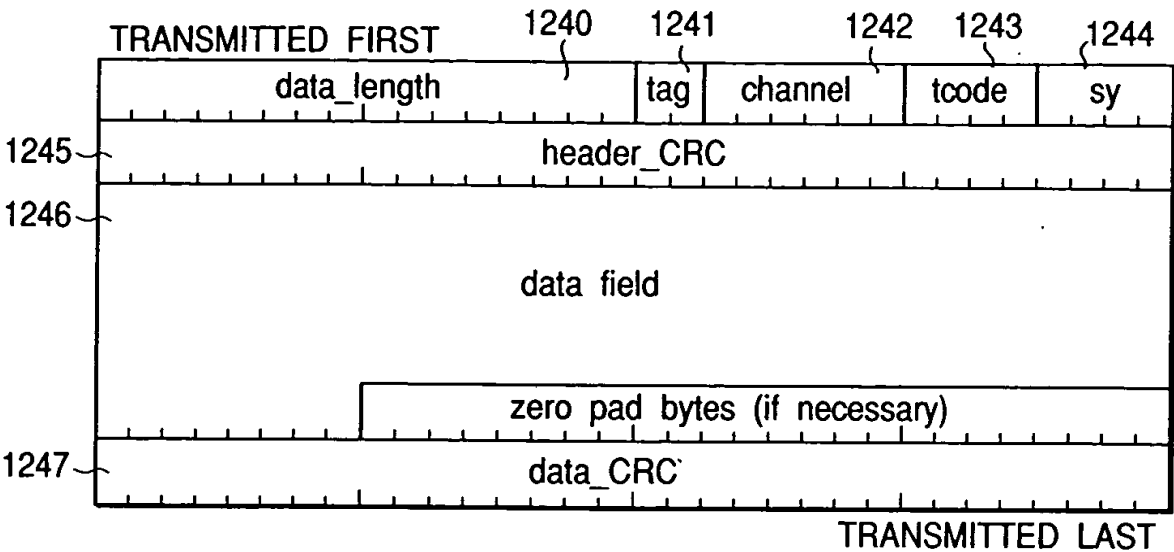 1240 1241 1242 1243 1244
TRANSMITTED FIRST
data_length tag channel tcode sy
1245 header_CRC
1246
data field
zero pad bytes (if necessary)
1247 data_CRC
TRANSMITTED LAST